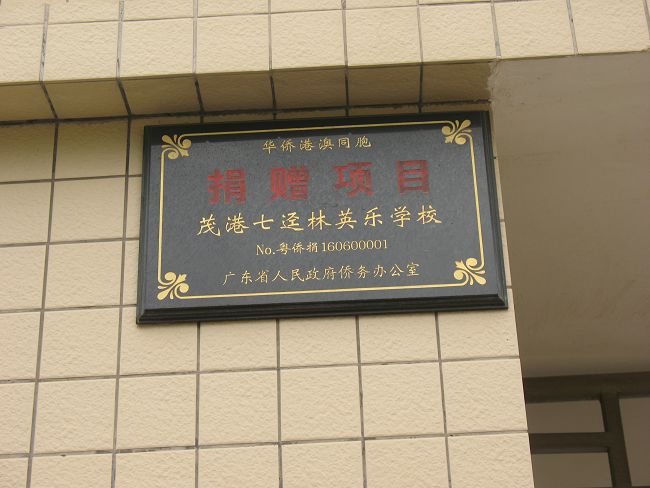 华侨港澳同胞
捐赠项目
茂港七迳林英乐学校
No.粤侨捐160600001
广东省人民政府侨务办公室